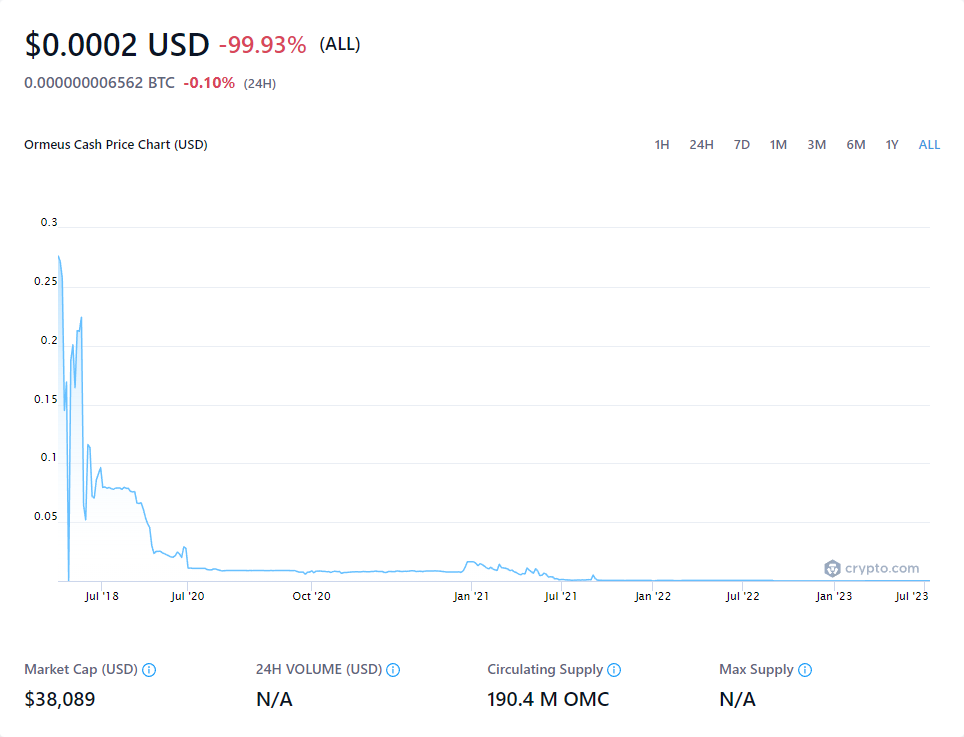 $0.0002 USD -99.93% (ALL)
0.000000006562 BTC -0.10% (24H)
Ormeus Cash Price Chart (USD) 1H 24H 7D 1M 3M 6M 1Y ALL
0.3
0.25
0.2
0.15
0.1
0.05
crypto.com
Jul '18 Jul '20 Oct '20 Jan '21 Jul '21 Jan '22 Jul '22 Jan '23 Jul '23
Market Cap (USD) 24H VOLUME (USD) Circulating Supply Max Supply
$38,089 N/A 190.4 M OMC N/A